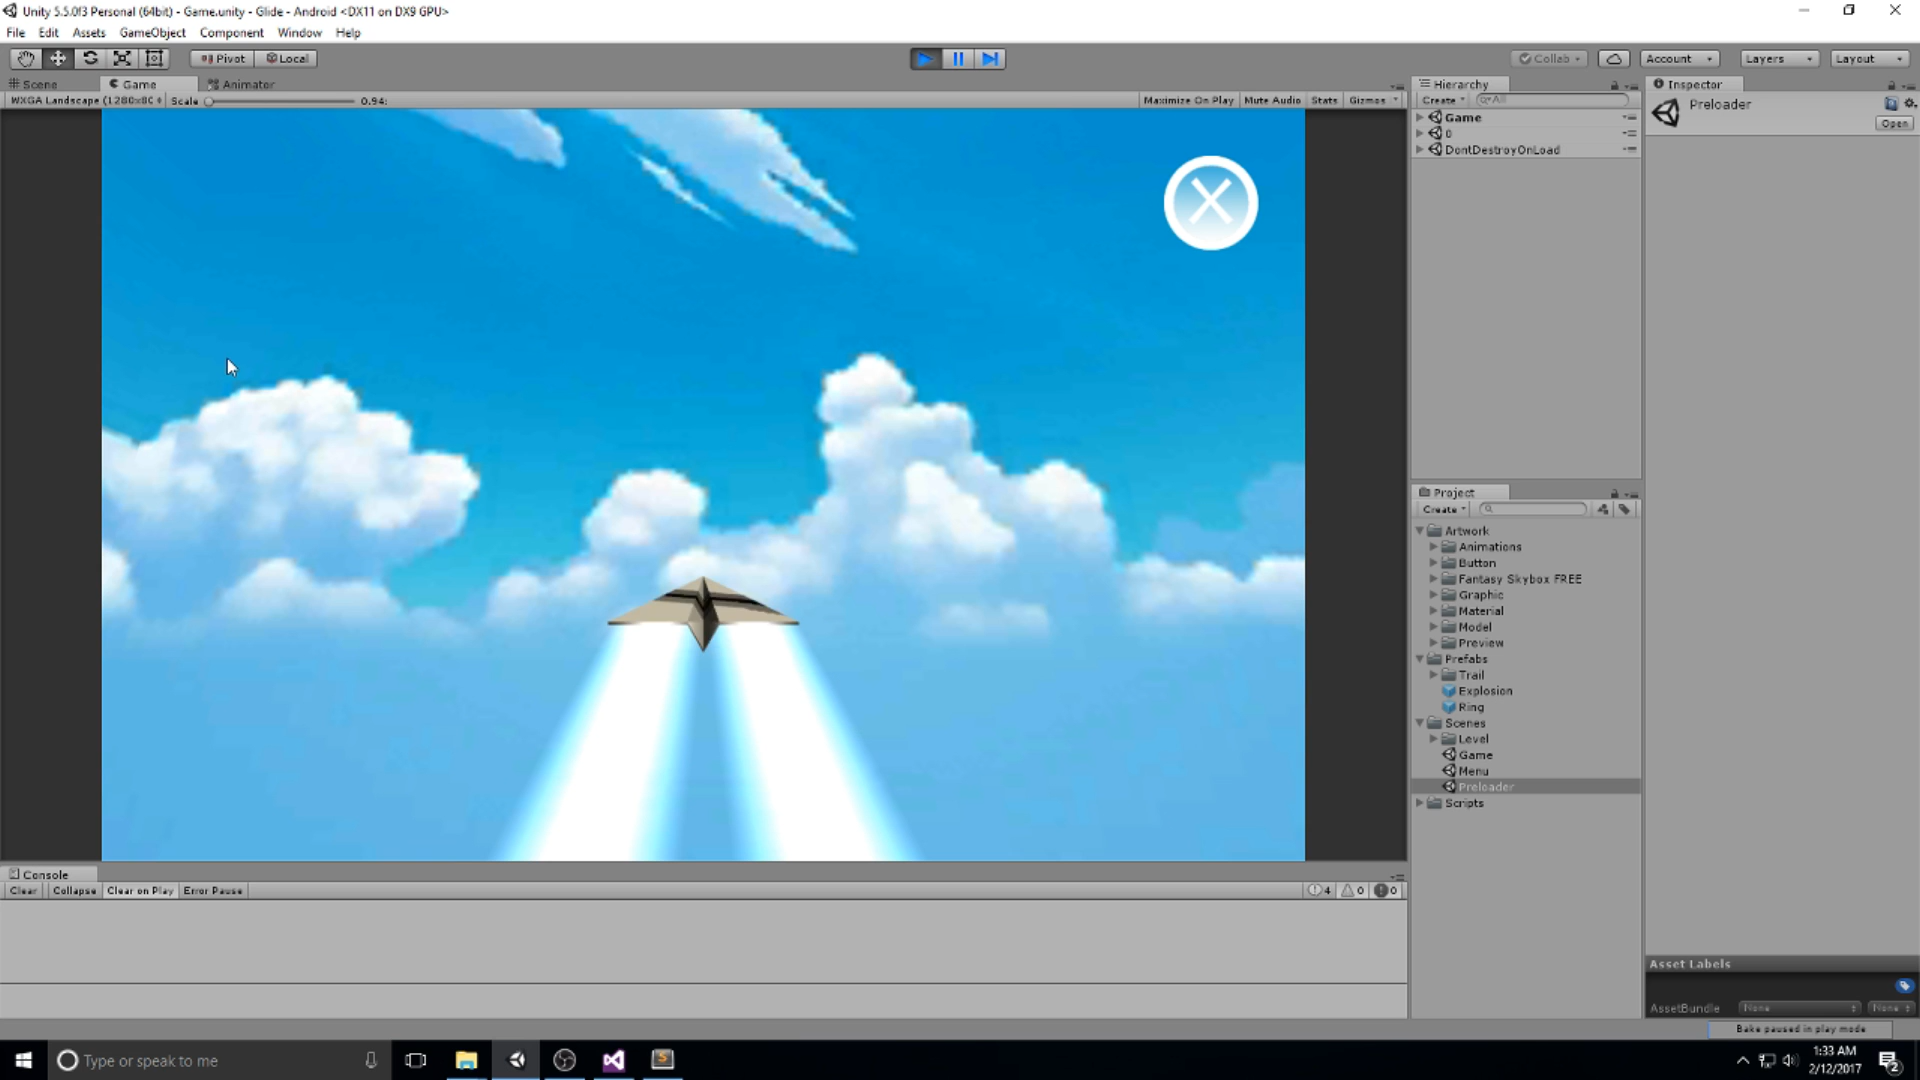 Unity 5.5.0f3 Personal (64bit) - Game.unity - Glide - Android <DX11 on DX9 GPU>
File Edit Assets GameObject Component Window Help
Pivot Local Collab Account Layers Layout
Scene Game Animator
WXGA Landscape (1280x80 Scale 0.94: Maximize On Play Mute Audio Stats Gizmos
Hierarchy
Create All
Game
0
DontDestroyOnLoad
Inspector
Preloader
Open
Project
Create
Artwork
Animations
Button
Fantasy Skybox FREE
Graphic
Material
Model
Preview
Prefabs
Trail
Explosion
Ring
Scenes
Level
Game
Menu
Preloader
Scripts
Console
Clear Collapse Clear on Play Error Pause 4 0 0
Asset Labels
AssetBundle None None
Bake paused in play mode
Type or speak to me
1:33 AM
2/12/2017
2